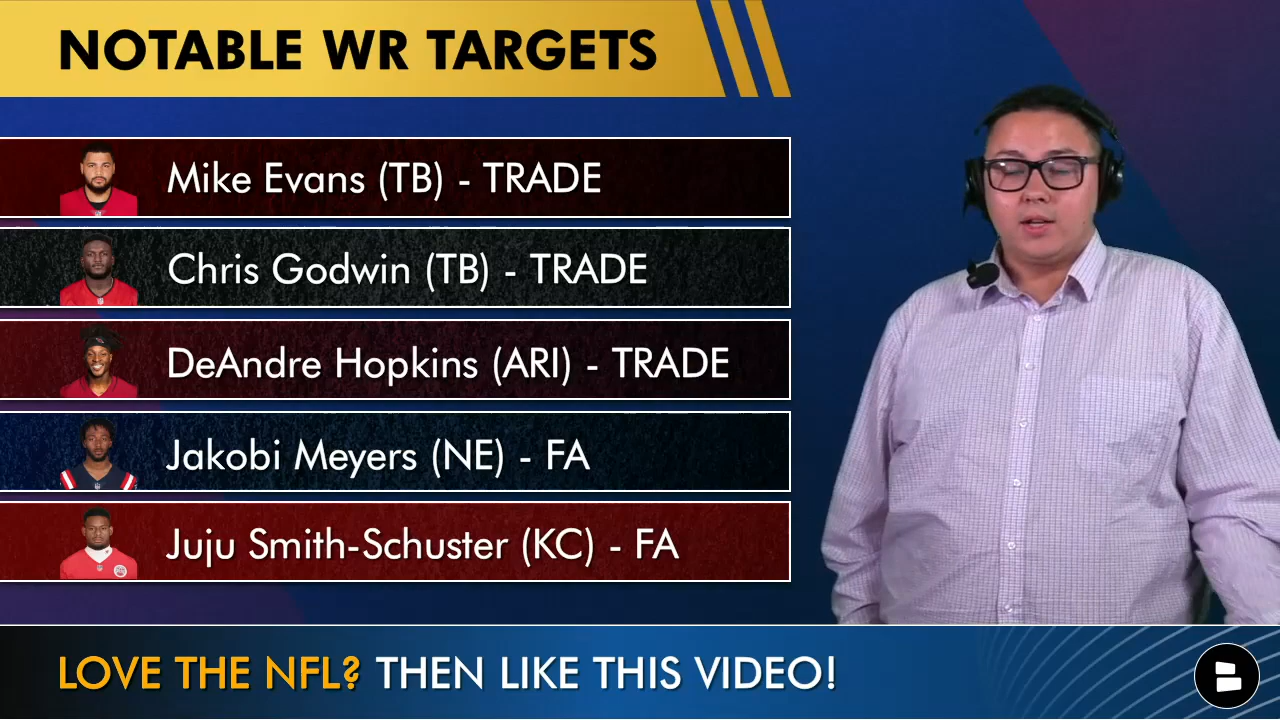 NOTABLE WR TARGETS
Mike Evans (TB) - TRADE
Chris Godwin (TB) - TRADE
DeAndre Hopkins (ARI) - TRADE
Jakobi Meyers (NE) - FA
Juju Smith-Schuster (KC) - FA
LOVE THE NFL? THEN LIKE THIS VIDEO!